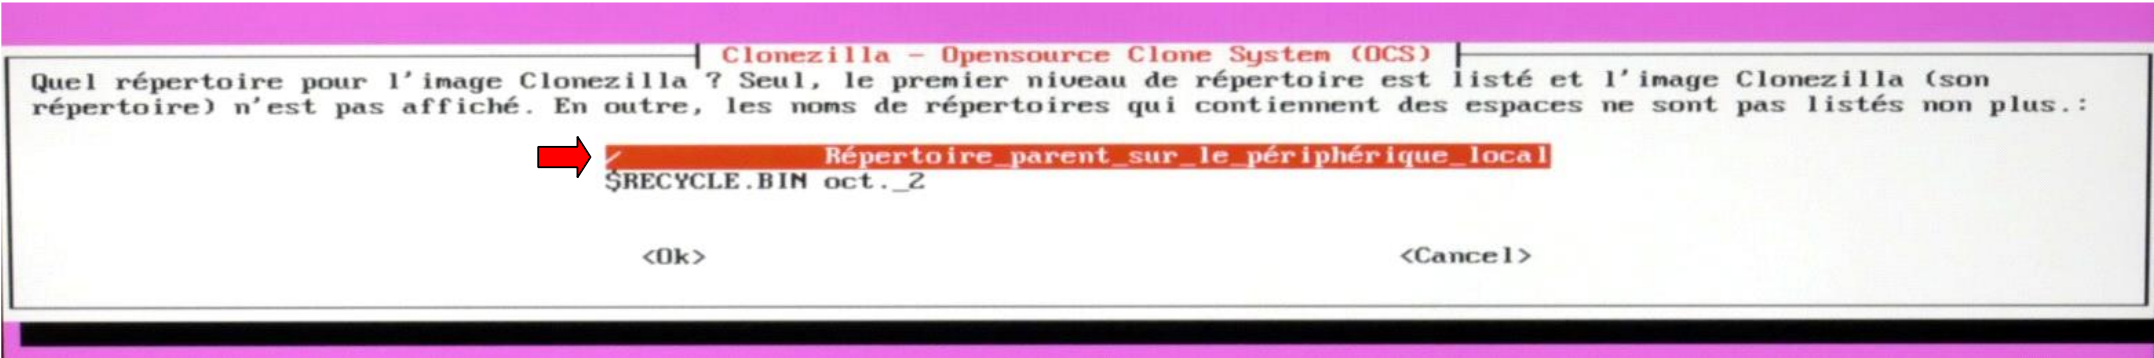 Clonezilla - Opensource Clone System (OCS)
Quel répertoire pour l'image Clonezilla ? Seul, le premier niveau de répertoire est listé et l'image Clonezilla (son
répertoire) n'est pas affiché. En outre, les noms de répertoires qui contiennent des espaces ne sont pas listés non plus.:
/ Répertoire_parent_sur_le_périphérique_local
$RECYCLE.BIN oct._2
<Ok> <Cancel>